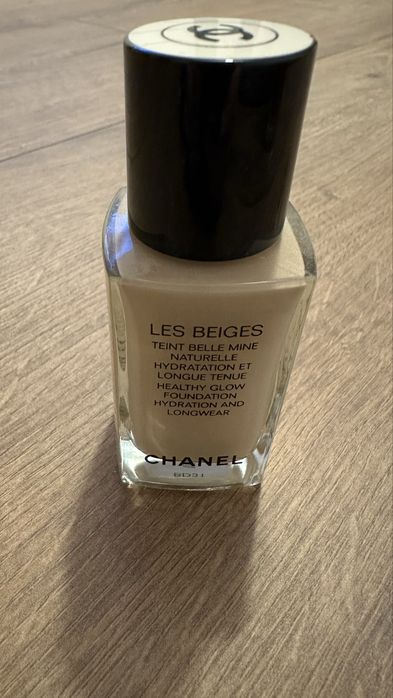 LES BEIGES
TEINT BELLE MINE
NATURELLE
HYDRATATION ET
LONGUE TENUE
HEALTHY GLOW
FOUNDATION
HYDRATION AND
LONGWEAR
CHANEL
BD31